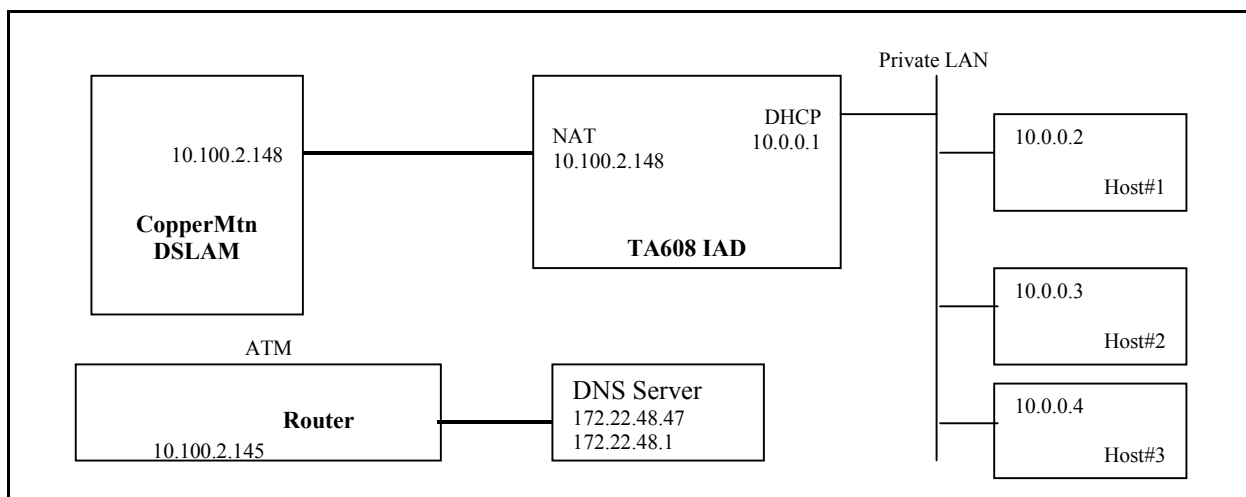 Private LAN
10.100.2.148
CopperMtn
DSLAM
NAT
10.100.2.148
DHCP
10.0.0.1
TA608 IAD
10.0.0.2
Host#1
10.0.0.3
Host#2
10.0.0.4
Host#3
ATM
Router
10.100.2.145
DNS Server
172.22.48.47
172.22.48.1